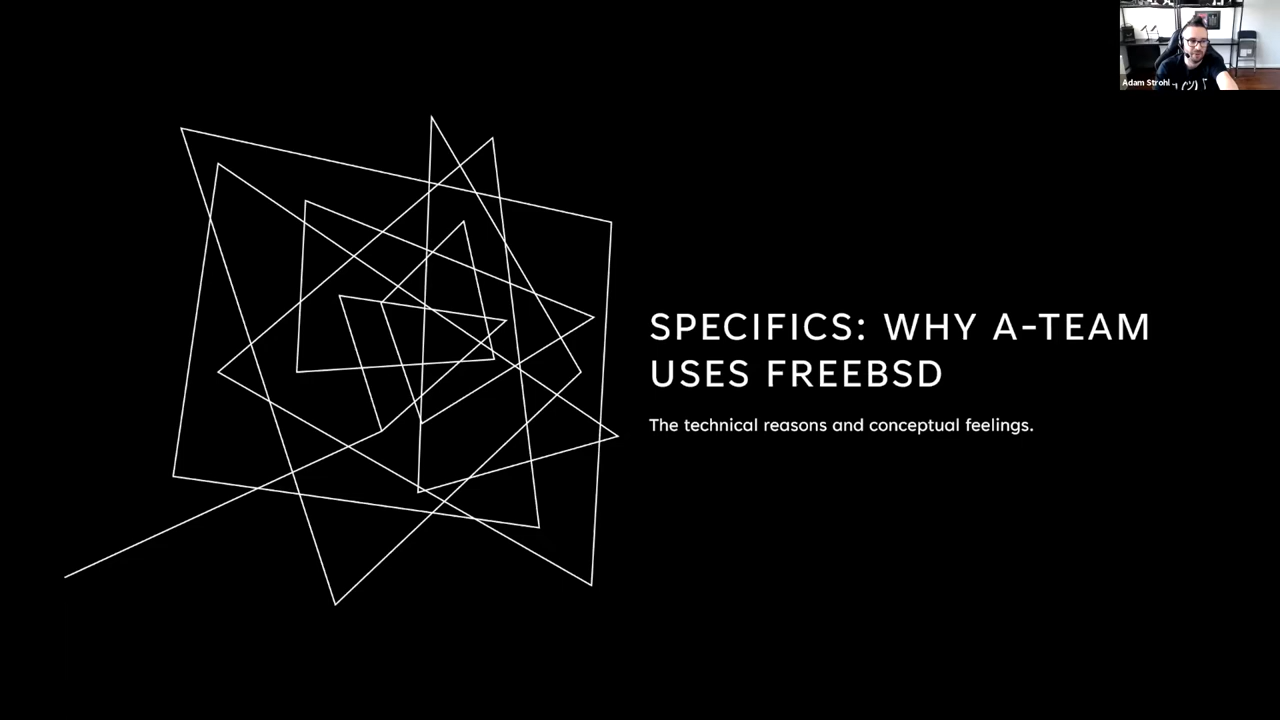 Adam Strohl
SPECIFICS: WHY A-TEAM
USES FREEBSD
The technical reasons and conceptual feelings.